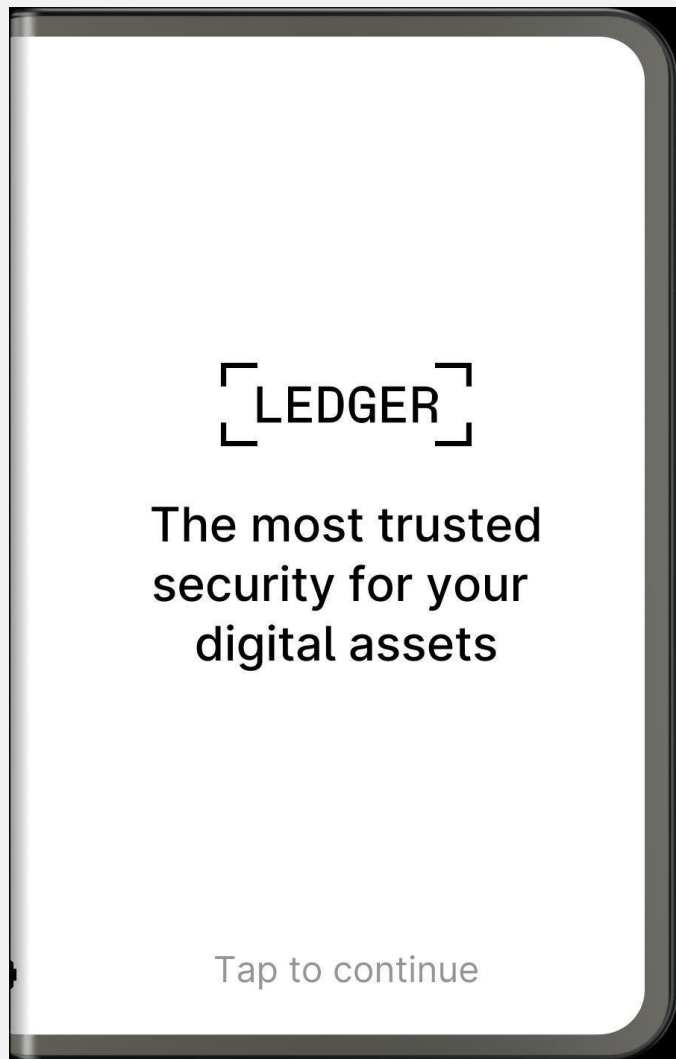 LEDGER
The most trusted
security for your
digital assets
Tap to continue